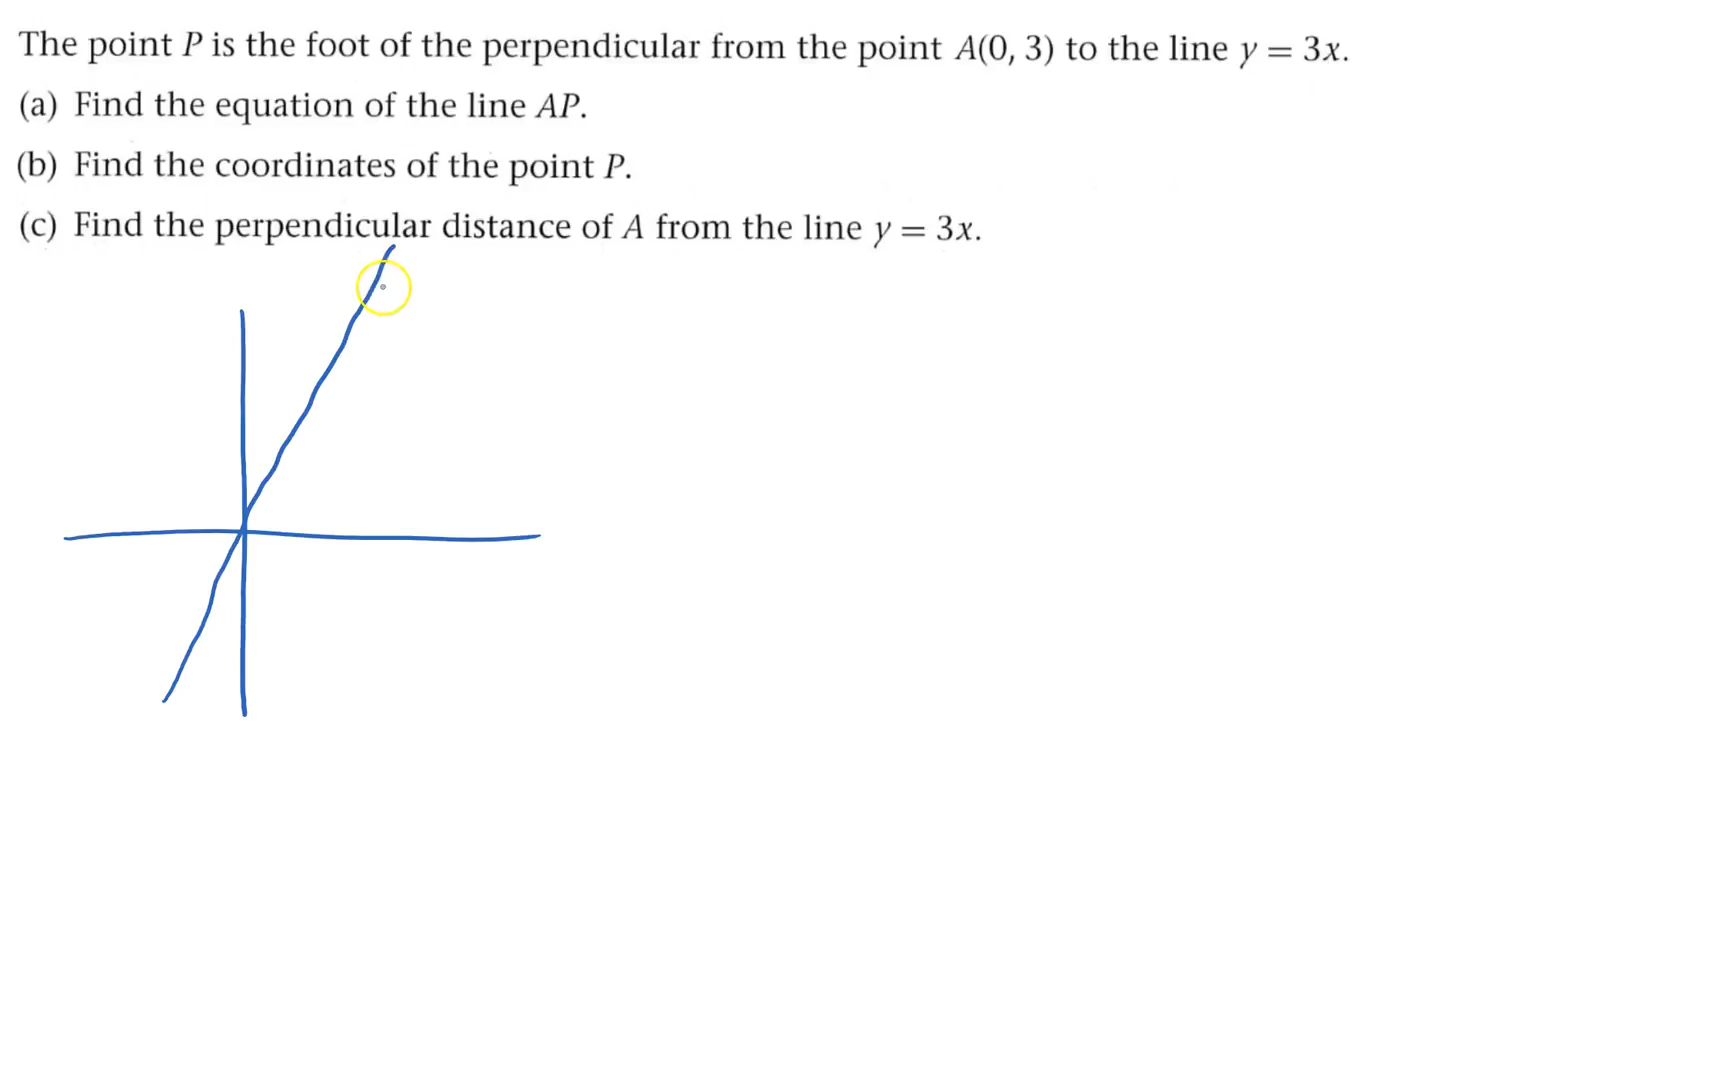 The point P is the foot of the perpendicular from the point A(0, 3) to the line y = 3x.
(a) Find the equation of the line AP.
(b) Find the coordinates of the point P.
(c) Find the perpendicular distance of A from the line y = 3x.